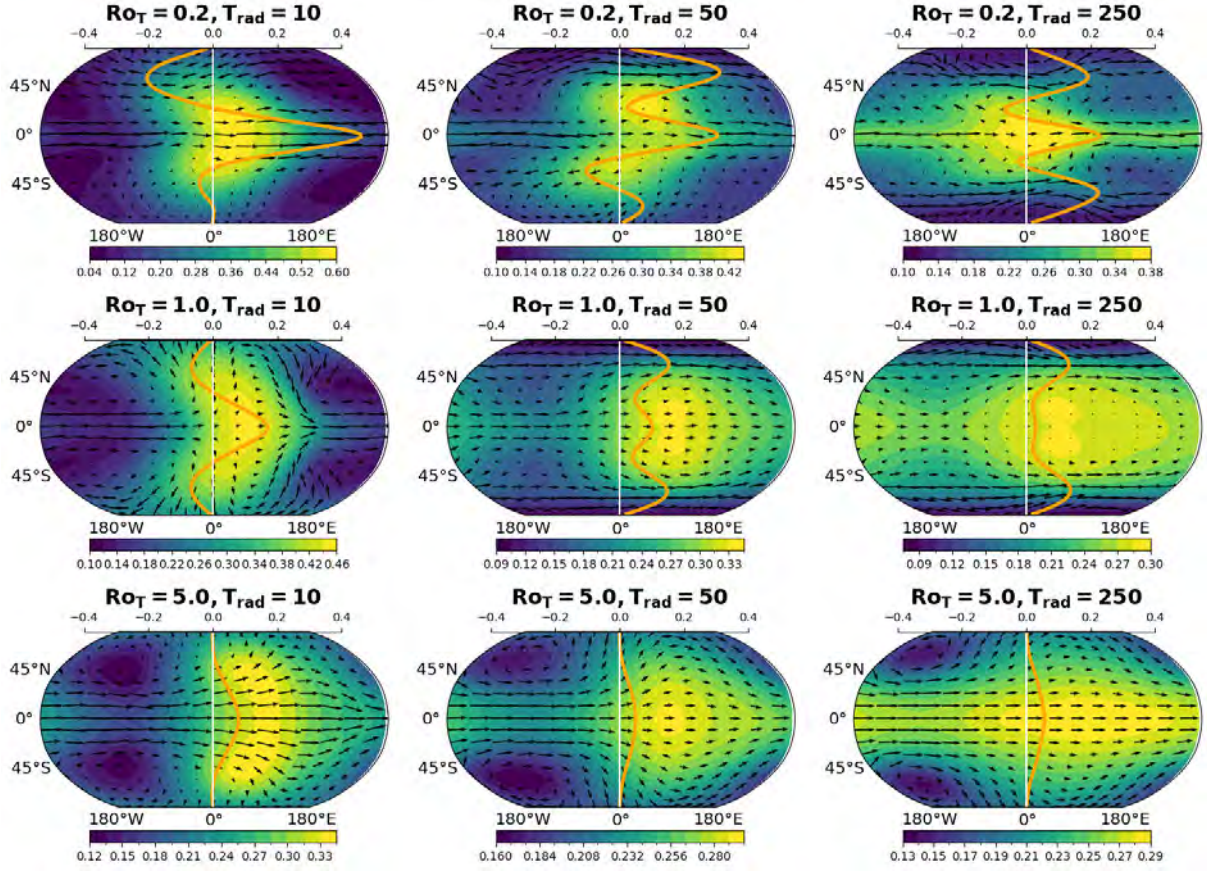 Ro_T = 0.2, T_rad = 10 Ro_T = 0.2, T_rad = 50 Ro_T = 0.2, T_rad = 250
−0.4 −0.2 0.0 0.2 0.4 −0.4 −0.2 0.0 0.2 0.4 −0.4 −0.2 0.0 0.2 0.4
45°N 45°N 45°N
0° 0° 0°
45°S 45°S 45°S
180°W 0° 180°E 180°W 0° 180°E 180°W 0° 180°E
0.04 0.12 0.20 0.28 0.36 0.44 0.52 0.60 0.10 0.14 0.18 0.22 0.26 0.30 0.34 0.38 0.42 0.10 0.14 0.18 0.22 0.26 0.30 0.34 0.38
Ro_T = 1.0, T_rad = 10 Ro_T = 1.0, T_rad = 50 Ro_T = 1.0, T_rad = 250
−0.4 −0.2 0.0 0.2 0.4 −0.4 −0.2 0.0 0.2 0.4 −0.4 −0.2 0.0 0.2 0.4
45°N 45°N 45°N
0° 0° 0°
45°S 45°S 45°S
180°W 0° 180°E 180°W 0° 180°E 180°W 0° 180°E
0.10 0.14 0.18 0.22 0.26 0.30 0.34 0.38 0.42 0.46 0.09 0.12 0.15 0.18 0.21 0.24 0.27 0.30 0.33 0.09 0.12 0.15 0.18 0.21 0.24 0.27 0.30
Ro_T = 5.0, T_rad = 10 Ro_T = 5.0, T_rad = 50 Ro_T = 5.0, T_rad = 250
−0.4 −0.2 0.0 0.2 0.4 −0.4 −0.2 0.0 0.2 0.4 −0.4 −0.2 0.0 0.2 0.4
45°N 45°N 45°N
0° 0° 0°
45°S 45°S 45°S
180°W 0° 180°E 180°W 0° 180°E 180°W 0° 180°E
0.12 0.15 0.18 0.21 0.24 0.27 0.30 0.33 0.160 0.184 0.208 0.232 0.256 0.280 0.13 0.15 0.17 0.19 0.21 0.23 0.25 0.27 0.29